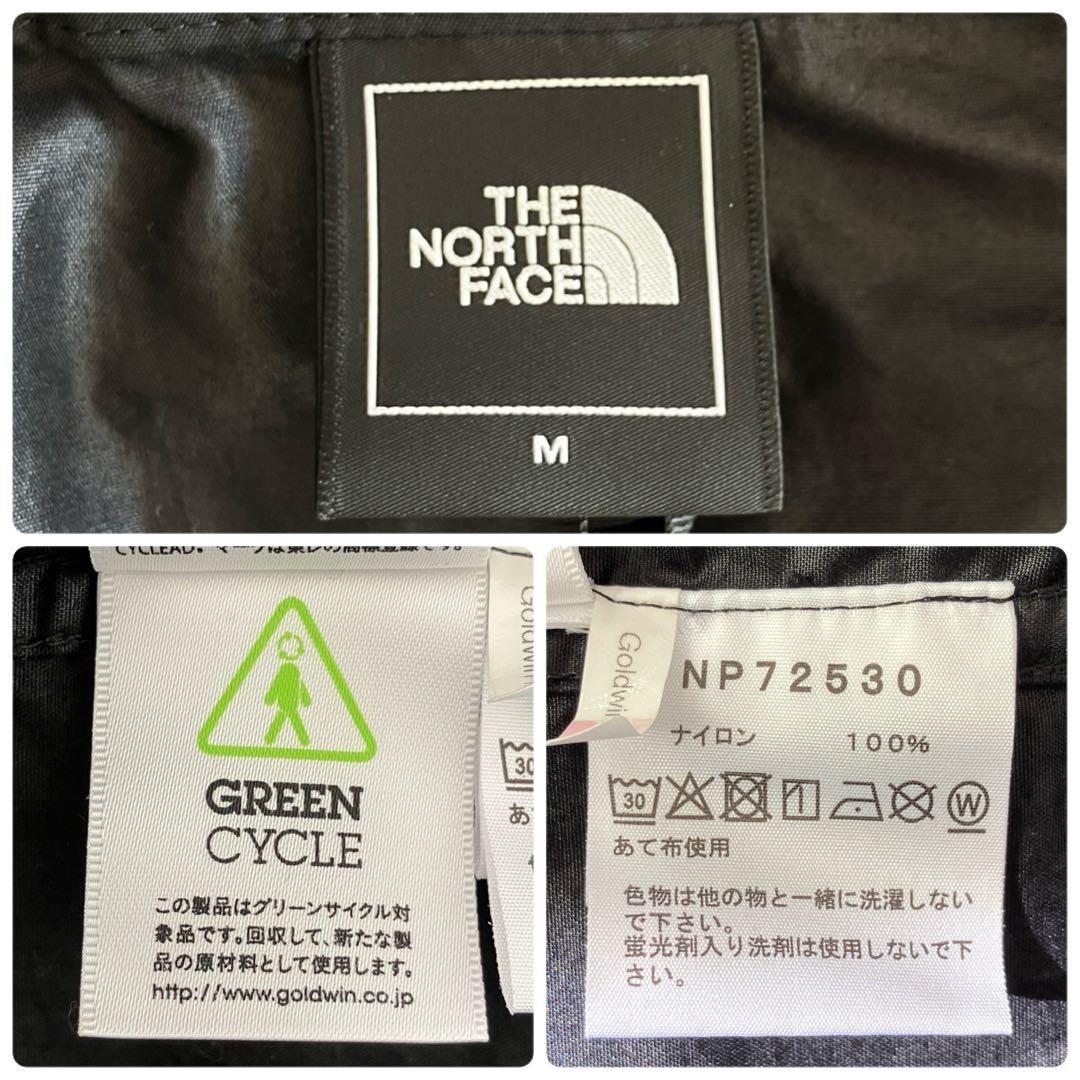 THE
NORTH
FACE
M
GREEN
CYCLE
この製品はグリーンサイクル対
象品です。回収して、新たな製
品の原材料として使用します。
http://www.goldwin.co.jp
Goldwin
30
あ
Goldwi
NP72530
ナイロン 100%
30
W
あて布使用
色物は他の物と一緒に洗濯しない
で下さい。
蛍光剤入り洗剤は使用しないで下
さい。